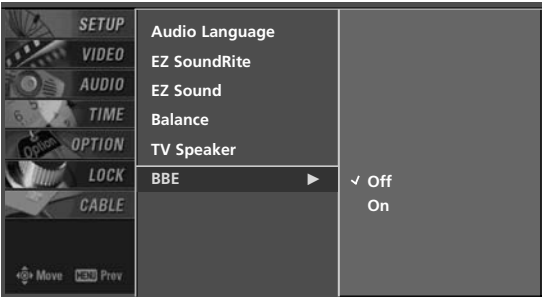 SETUP
VIDEO
AUDIO
TIME
OPTION
LOCK
CABLE
Move MENU Prev
Audio Language
EZ SoundRite
EZ Sound
Balance
TV Speaker
BBE
Off
On